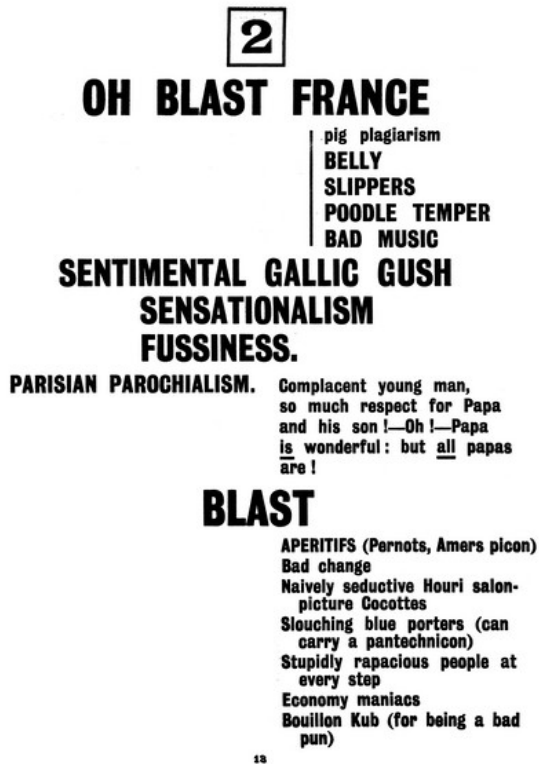 2
OH BLAST FRANCE
pig plagiarism
BELLY
SLIPPERS
POODLE TEMPER
BAD MUSIC
SENTIMENTAL GALLIC GUSH
SENSATIONALISM
FUSSINESS.
PARISIAN PAROCHIALISM.
Complacent young man,
so much respect for Papa
and his son !—Oh !—Papa
is wonderful : but all papas
are !
BLAST
APERITIFS (Pernots, Amers picon)
Bad change
Naively seductive Houri salon-
picture Cocottes
Slouching blue porters (can
carry a pantechnicon)
Stupidly rapacious people at
every step
Economy maniacs
Bouillon Kub (for being a bad
pun)
13